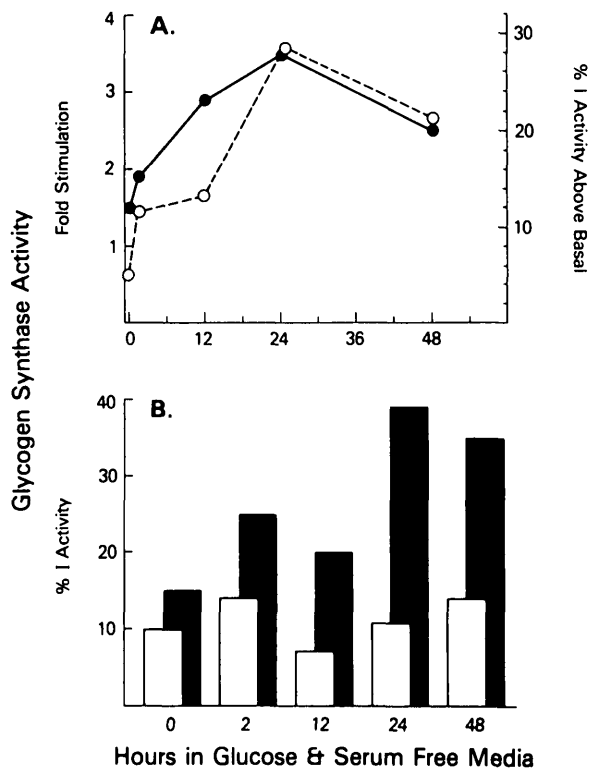 A.
4
3
2
1
Fold Stimulation
30
20
10
% I Activity Above Basal
0 12 24 36 48
Glycogen Synthase Activity
B.
40
30
20
10
% I Activity
0 2 12 24 48
Hours in Glucose & Serum Free Media